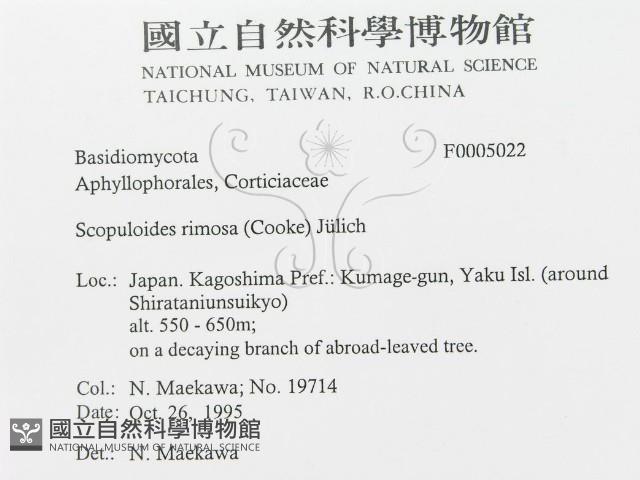 國立自然科學博物館
NATIONAL MUSEUM OF NATURAL SCIENCE
TAICHUNG, TAIWAN, R.O.CHINA
Basidiomycota F0005022
Aphyllophorales, Corticiaceae
Scopuloides rimosa (Cooke) Jülich
Loc.: Japan. Kagoshima Pref.: Kumage-gun, Yaku Isl. (around
Shirataniunsuikyo)
alt. 550 - 650m;
on a decaying branch of abroad-leaved tree.
Col.: N. Maekawa; No. 19714
Date: Oct. 26, 1995
國立自然科學博物館
NATIONAL MUSEUM OF NATURAL SCIENCE
Det.: N. Maekawa